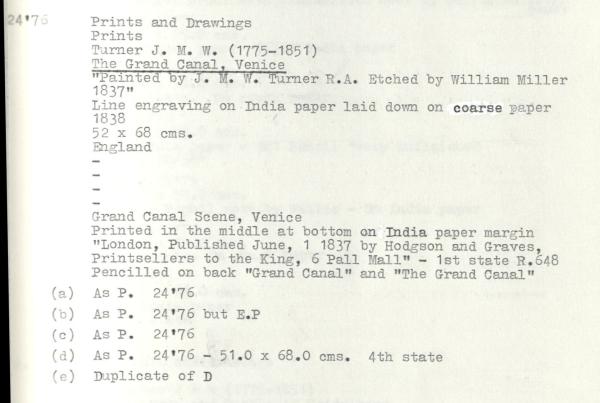 24'76
Prints and Drawings
Prints
Turner J. M. W. (1775-1851)
The Grand Canal, Venice
"Painted by J. M. W. Turner R.A. Etched by William Miller
1837"
Line engraving on India paper laid down on coarse paper
1838
52 x 68 cms.
England
-
-
-
-
Grand Canal Scene, Venice
Printed in the middle at bottom on India paper margin
"London, Published June, 1 1837 by Hodgson and Graves,
Printsellers to the King, 6 Pall Mall" - 1st state R.648
Pencilled on back "Grand Canal" and "The Grand Canal"
(a) As P. 24'76
(b) As P. 24'76 but E.P
(c) As P. 24'76
(d) As P. 24'76 - 51.0 x 68.0 cms. 4th state
(e) Duplicate of D